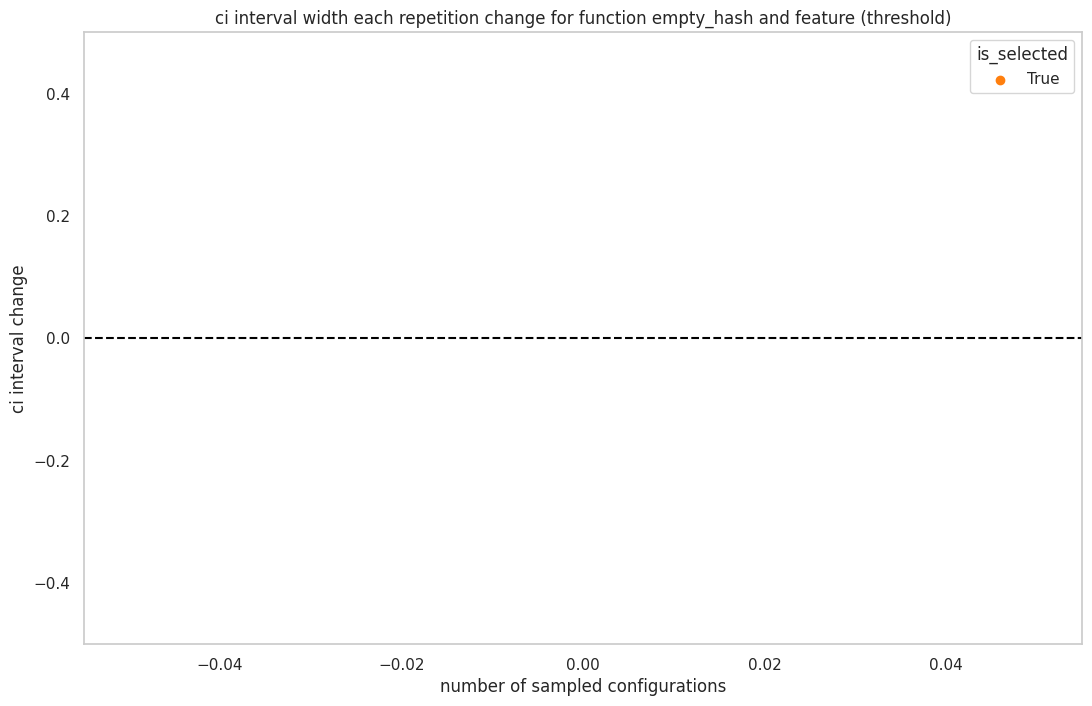 ci interval width each repetition change for function empty_hash and feature (threshold)
is_selected
True
0.4
0.2
0.0
−0.2
−0.4
ci interval change
−0.04
−0.02
0.00
0.02
0.04
number of sampled configurations